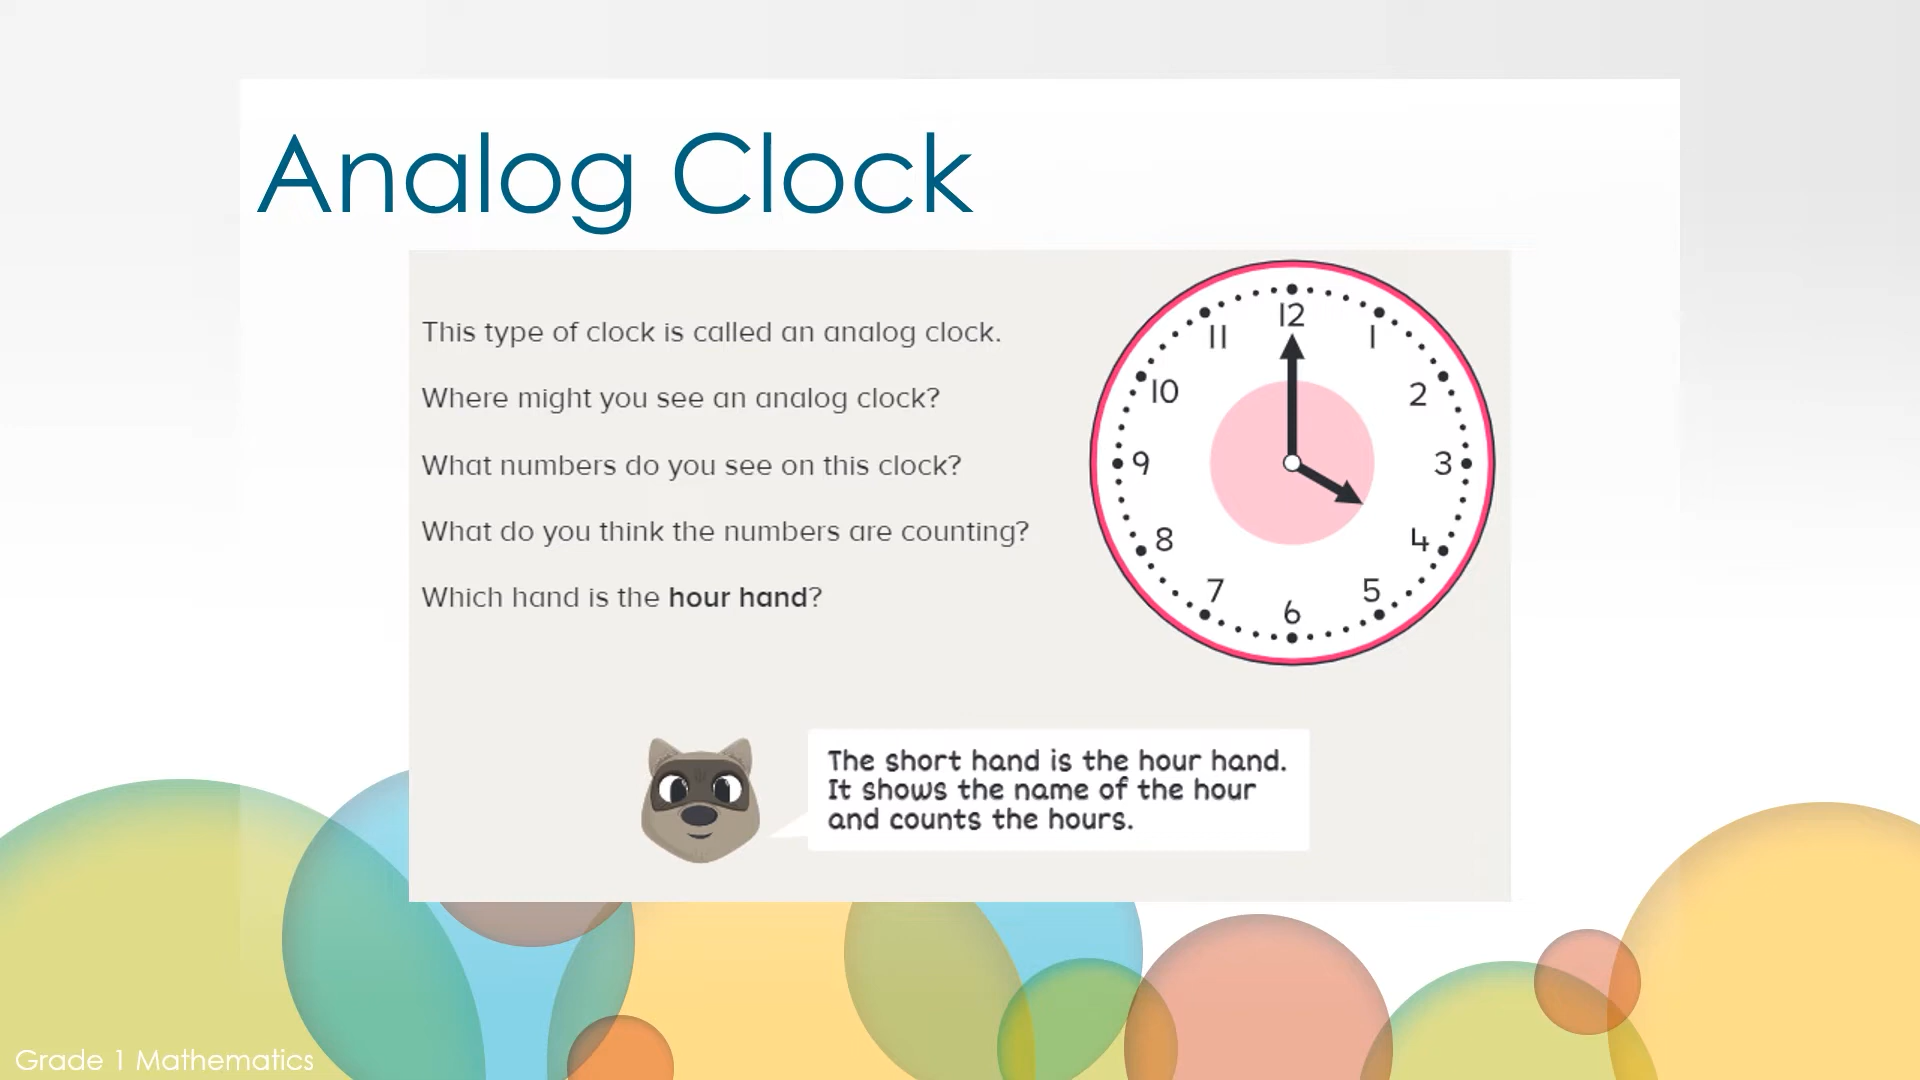 Analog Clock
This type of clock is called an analog clock.
Where might you see an analog clock?
What numbers do you see on this clock?
What do you think the numbers are counting?
Which hand is the hour hand?
12
11
1
10
2
9
3
8
4
7
5
6
The short hand is the hour hand.
It shows the name of the hour
and counts the hours.
Grade 1 Mathematics